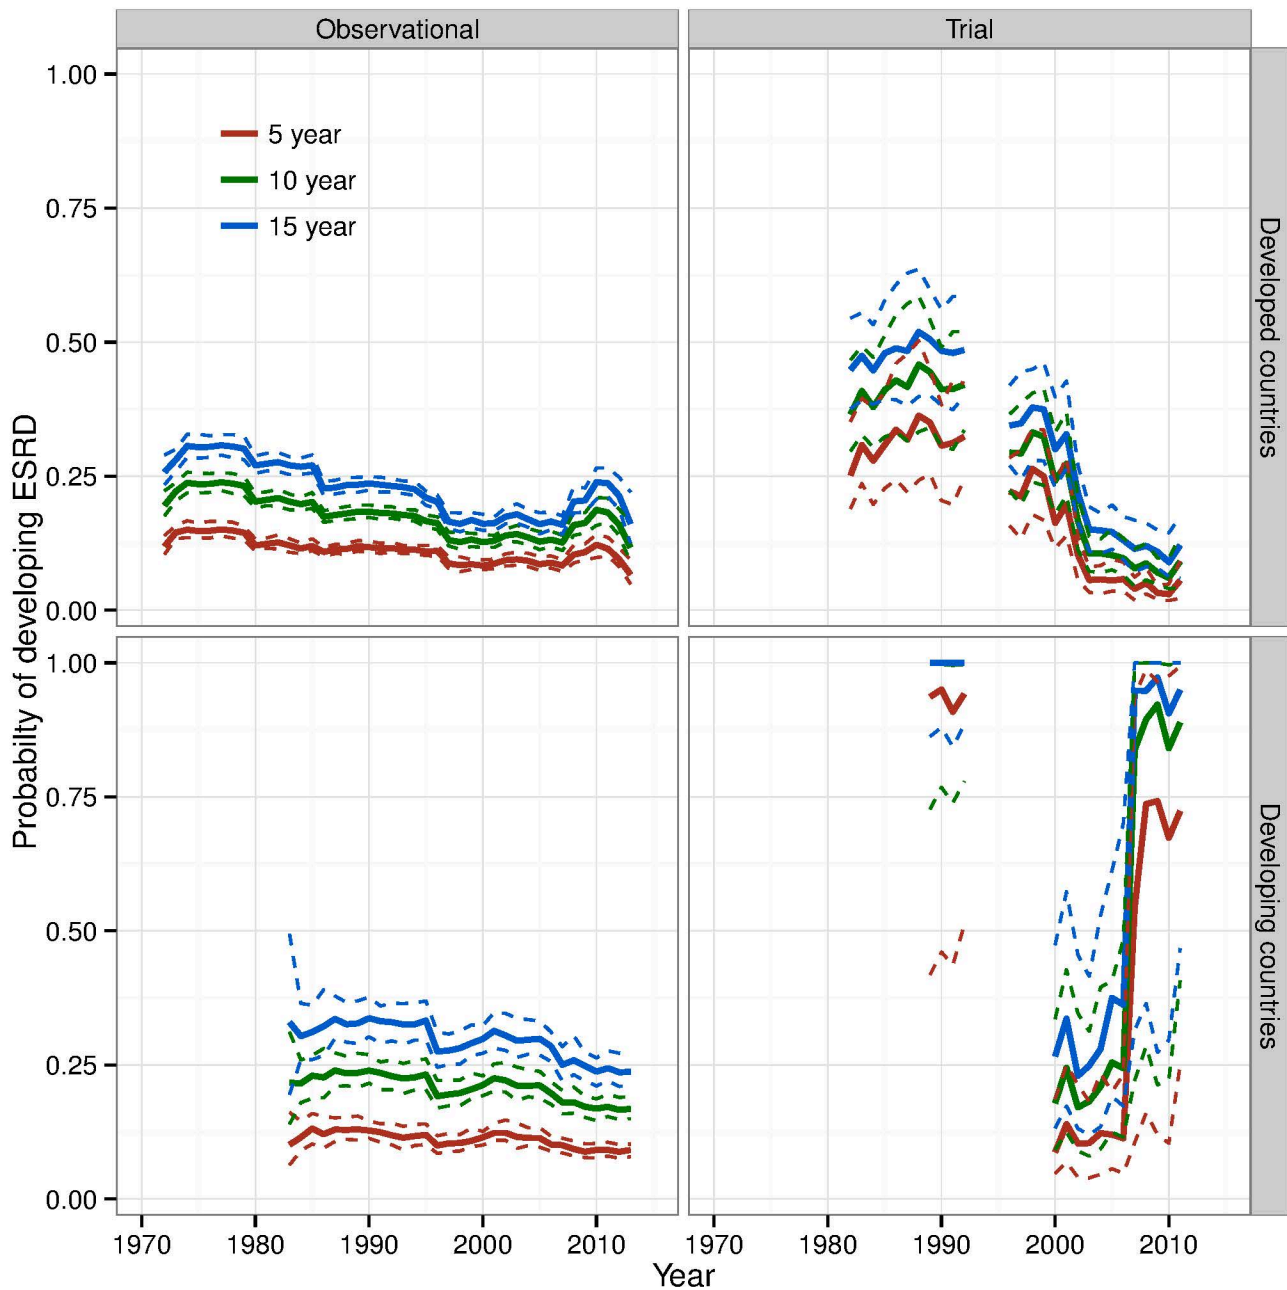 Observational
Trial
1.00
0.75
0.50
0.25
0.00
5 year
10 year
15 year
Developed countries
Probabilty of developing ESRD
1.00
0.75
0.50
0.25
0.00
Developing countries
1970 1980 1990 2000 2010
1970 1980 1990 2000 2010
Year